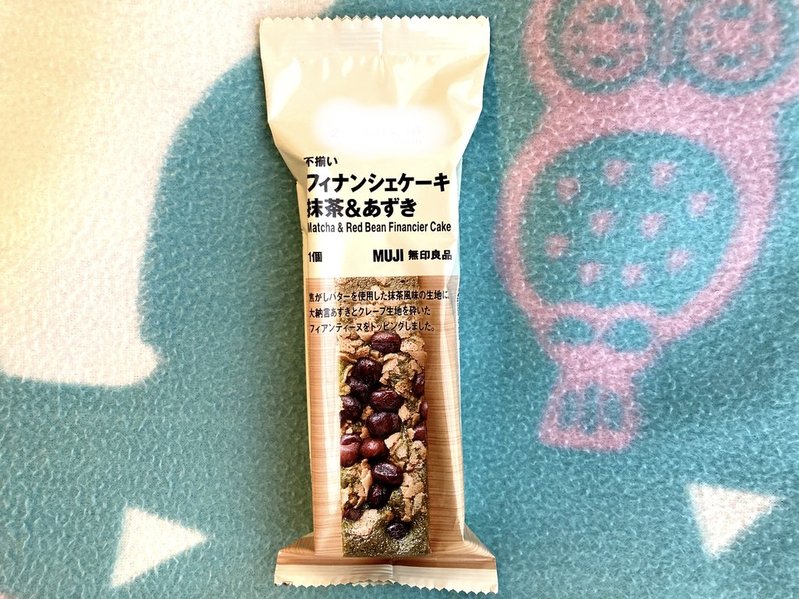 不揃い
フィナンシェケーキ
抹茶&あずき
Matcha & Red Bean Financier Cake
1個 MUJI 無印良品
焦がしバターを使用した抹茶風味の生地に
大納言あずきとクレープ生地を砕いた
フィアンティーヌをトッピングしました。